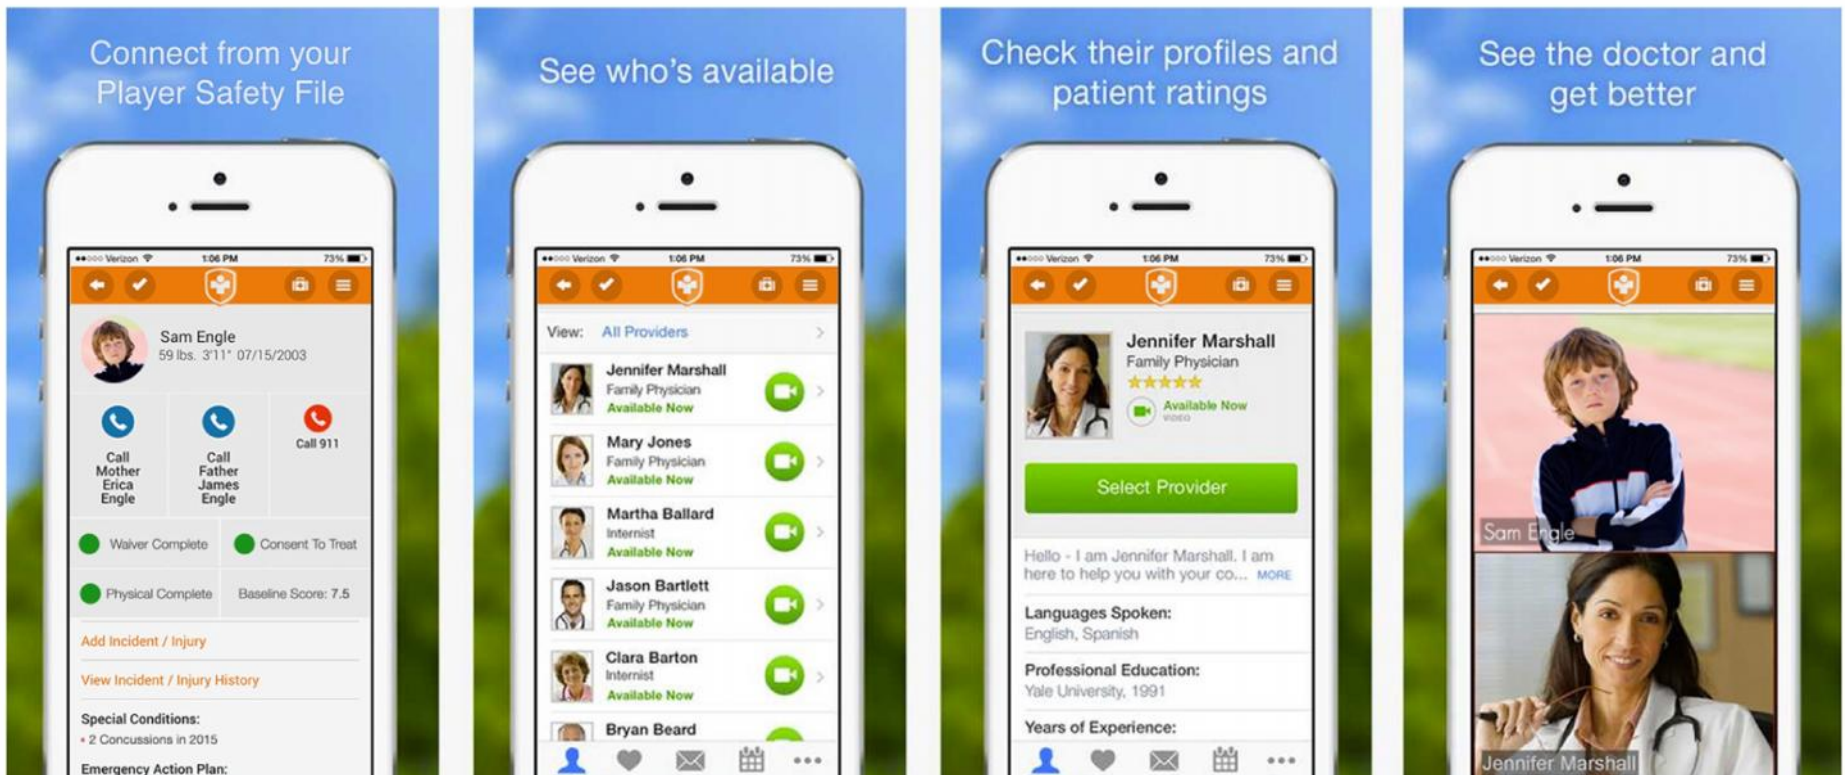 Connect from your
Player Safety File
Verizon
1:06 PM
73%
Sam Engle
59 lbs. 3'11" 07/15/2003
Call
Mother
Erica
Engle
Call
Father
James
Engle
Call 911
Waiver Complete
Consent To Treat
Physical Complete
Baseline Score: 7.5
Add Incident / Injury
View Incident / Injury History
Special Conditions:
• 2 Concussions in 2015
Emergency Action Plan:
See who's available
Verizon
1:06 PM
73%
View: All Providers
Jennifer Marshall
Family Physician
Available Now
Mary Jones
Family Physician
Available Now
Martha Ballard
Internist
Available Now
Jason Bartlett
Family Physician
Available Now
Clara Barton
Internist
Available Now
Bryan Beard
Check their profiles and
patient ratings
Verizon
1:06 PM
73%
Jennifer Marshall
Family Physician
Available Now
VIDEO
Select Provider
Hello - I am Jennifer Marshall. I am
here to help you with your co... MORE
Languages Spoken:
English, Spanish
Professional Education:
Yale University, 1991
Years of Experience:
See the doctor and
get better
Verizon
1:06 PM
73%
Sam Engle
Jennifer Marshall